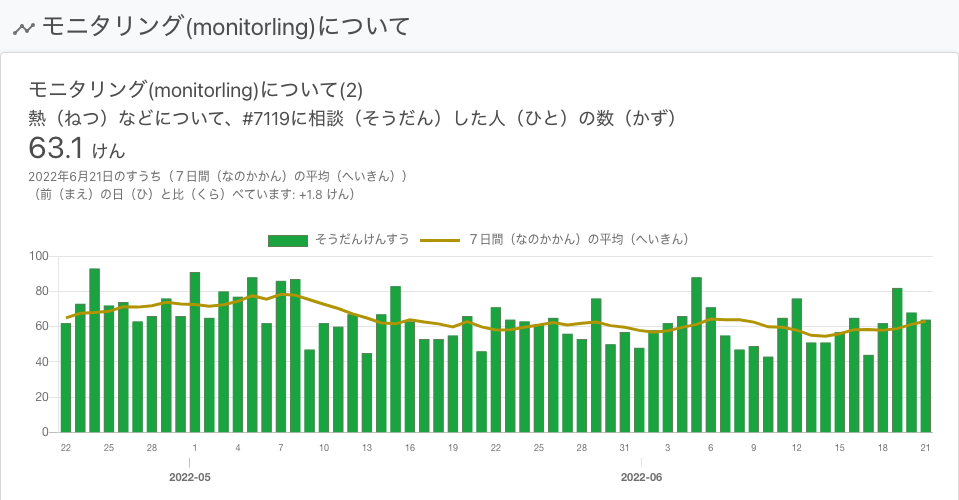 モニタリング(monitorling)について
モニタリング(monitorling)について(2)
熱（ねつ）などについて、#7119に相談（そうだん）した人（ひと）の数（かず）
63.1 けん
2022年6月21日のすうち（７日間（なのかかん）の平均（へいきん））
（前（まえ）の日（ひ）と比（くら）べています: +1.8 けん）
そうだんけんすう ７日間（なのかかん）の平均（へいきん）
100
80
60
40
20
0
22 25 28 1 4 7 10 13 16 19 22 25 28 31 3 6 9 12 15 18 21
2022-05 2022-06